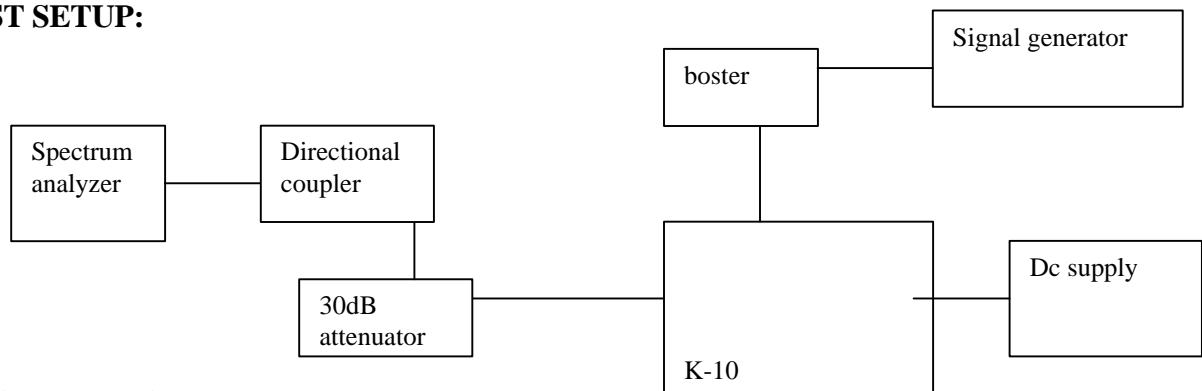 ST SETUP:
Signal generator
boster
Spectrum
analyzer
Directional
coupler
Dc supply
30dB
attenuator
K-10